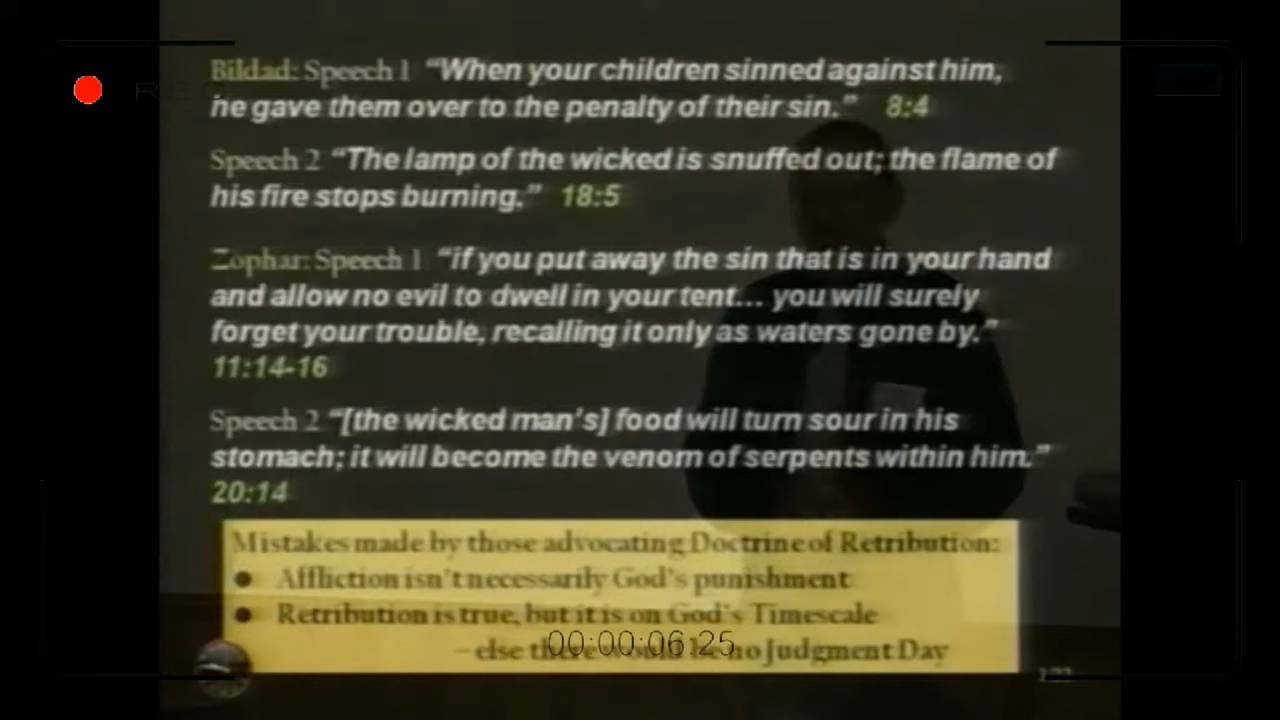 Bildad: Speech 1 "When your children sinned against him,
he gave them over to the penalty of their sin." 8:4
Speech 2 "The lamp of the wicked is snuffed out; the flame of
his fire stops burning." 18:5
Zophar: Speech 1 "if you put away the sin that is in your hand
and allow no evil to dwell in your tent... you will surely
forget your trouble, recalling it only as waters gone by."
11:14-16
Speech 2 "[the wicked man's] food will turn sour in his
stomach; it will become the venom of serpents within him."
20:14
Mistakes made by those advocating Doctrine of Retribution:
● Affliction isn't necessarily God's punishment
● Retribution is true, but it is on God's Timescale
– else there would be no Judgment Day
00:00:06:25
REC